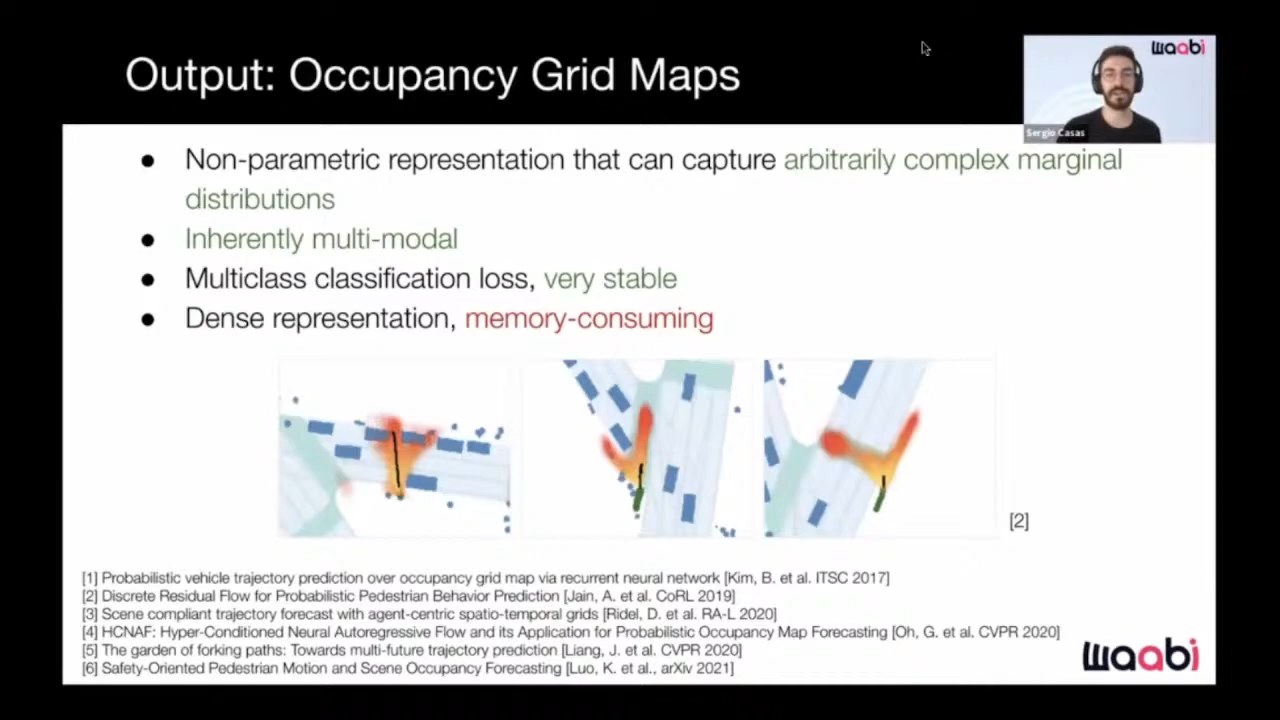 Output: Occupancy Grid Maps
waabi
Sergio Casas
● Non-parametric representation that can capture arbitrarily complex marginal
distributions
● Inherently multi-modal
● Multiclass classification loss, very stable
● Dense representation, memory-consuming
[2]
[1] Probabilistic vehicle trajectory prediction over occupancy grid map via recurrent neural network [Kim, B. et al. ITSC 2017]
[2] Discrete Residual Flow for Probabilistic Pedestrian Behavior Prediction [Jain, A. et al. CoRL 2019]
[3] Scene compliant trajectory forecast with agent-centric spatio-temporal grids [Ridel, D. et al. RA-L 2020]
[4] HCNAF: Hyper-Conditioned Neural Autoregressive Flow and its Application for Probabilistic Occupancy Map Forecasting [Oh, G. et al. CVPR 2020]
[5] The garden of forking paths: Towards multi-future trajectory prediction [Liang, J. et al. CVPR 2020]
[6] Safety-Oriented Pedestrian Motion and Scene Occupancy Forecasting [Luo, K. et al., arXiv 2021]
waabi